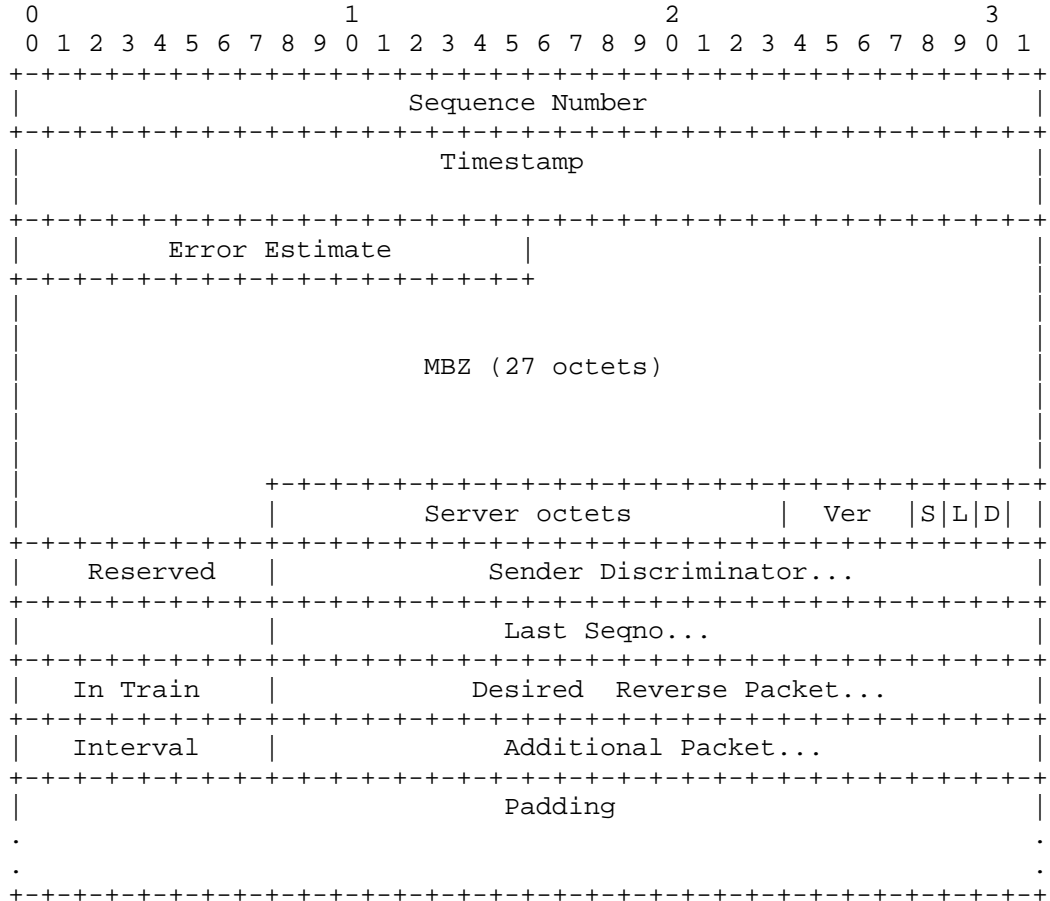 0                   1                   2                   3
0 1 2 3 4 5 6 7 8 9 0 1 2 3 4 5 6 7 8 9 0 1 2 3 4 5 6 7 8 9 0 1
+-+-+-+-+-+-+-+-+-+-+-+-+-+-+-+-+-+-+-+-+-+-+-+-+-+-+-+-+-+-+-+-+
|                        Sequence Number                        |
+-+-+-+-+-+-+-+-+-+-+-+-+-+-+-+-+-+-+-+-+-+-+-+-+-+-+-+-+-+-+-+-+
|                          Timestamp                            |
|                                                               |
+-+-+-+-+-+-+-+-+-+-+-+-+-+-+-+-+-+-+-+-+-+-+-+-+-+-+-+-+-+-+-+-+
|         Error Estimate        |                               |
+-+-+-+-+-+-+-+-+-+-+-+-+-+-+-+-+                               |
|                                                               |
|                                                               |
|                         MBZ (27 octets)                       |
|                                                               |
|                                                               |
|                                                               |
|               +-+-+-+-+-+-+-+-+-+-+-+-+-+-+-+-+-+-+-+-+-+-+-+-+
|               |         Server octets         |  Ver  |S|L|D| |
+-+-+-+-+-+-+-+-+-+-+-+-+-+-+-+-+-+-+-+-+-+-+-+-+-+-+-+-+-+-+-+-+
|    Reserved   |             Sender Discriminator...           |
+-+-+-+-+-+-+-+-+-+-+-+-+-+-+-+-+-+-+-+-+-+-+-+-+-+-+-+-+-+-+-+-+
|               |              Last Seqno...                    |
+-+-+-+-+-+-+-+-+-+-+-+-+-+-+-+-+-+-+-+-+-+-+-+-+-+-+-+-+-+-+-+-+
|   In Train    |            Desired  Reverse Packet...         |
+-+-+-+-+-+-+-+-+-+-+-+-+-+-+-+-+-+-+-+-+-+-+-+-+-+-+-+-+-+-+-+-+
|   Interval    |              Additional Packet...             |
+-+-+-+-+-+-+-+-+-+-+-+-+-+-+-+-+-+-+-+-+-+-+-+-+-+-+-+-+-+-+-+-+
|                              Padding                          |
.                                                               .
.                                                               .
+-+-+-+-+-+-+-+-+-+-+-+-+-+-+-+-+-+-+-+-+-+-+-+-+-+-+-+-+-+-+-+-+